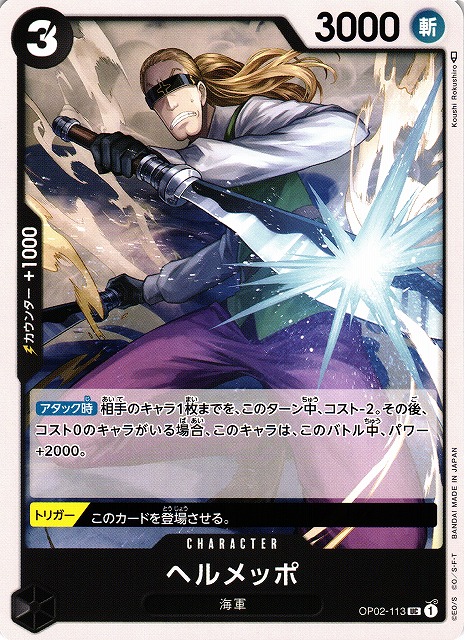 3
3000
斬
Koushi Rokushiro
カウンター +1000
アタック時 相手のキャラ1枚までを、このターン中、コスト-2。その後、
コスト0のキャラがいる場合、このキャラは、このバトル中、パワー
+2000。
トリガー このカードを登場させる。
CHARACTER
ヘルメッポ
海軍
OP02-113 UC 1
©E.O/S ©O/S・F・T BANDAI MADE IN JAPAN